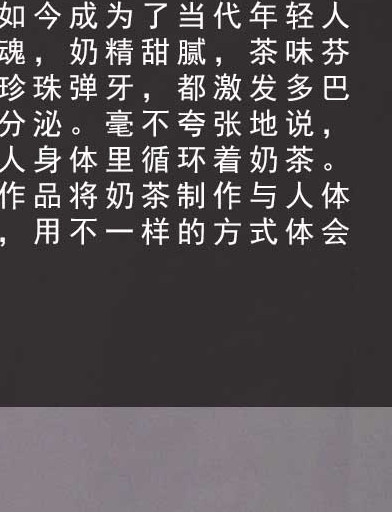 如今成为了当代年轻人
魂，奶精甜腻，茶味芬
珍珠弹牙，都激发多巴
分泌。毫不夸张地说，
人身体里循环着奶茶。
作品将奶茶制作与人体
，用不一样的方式体会